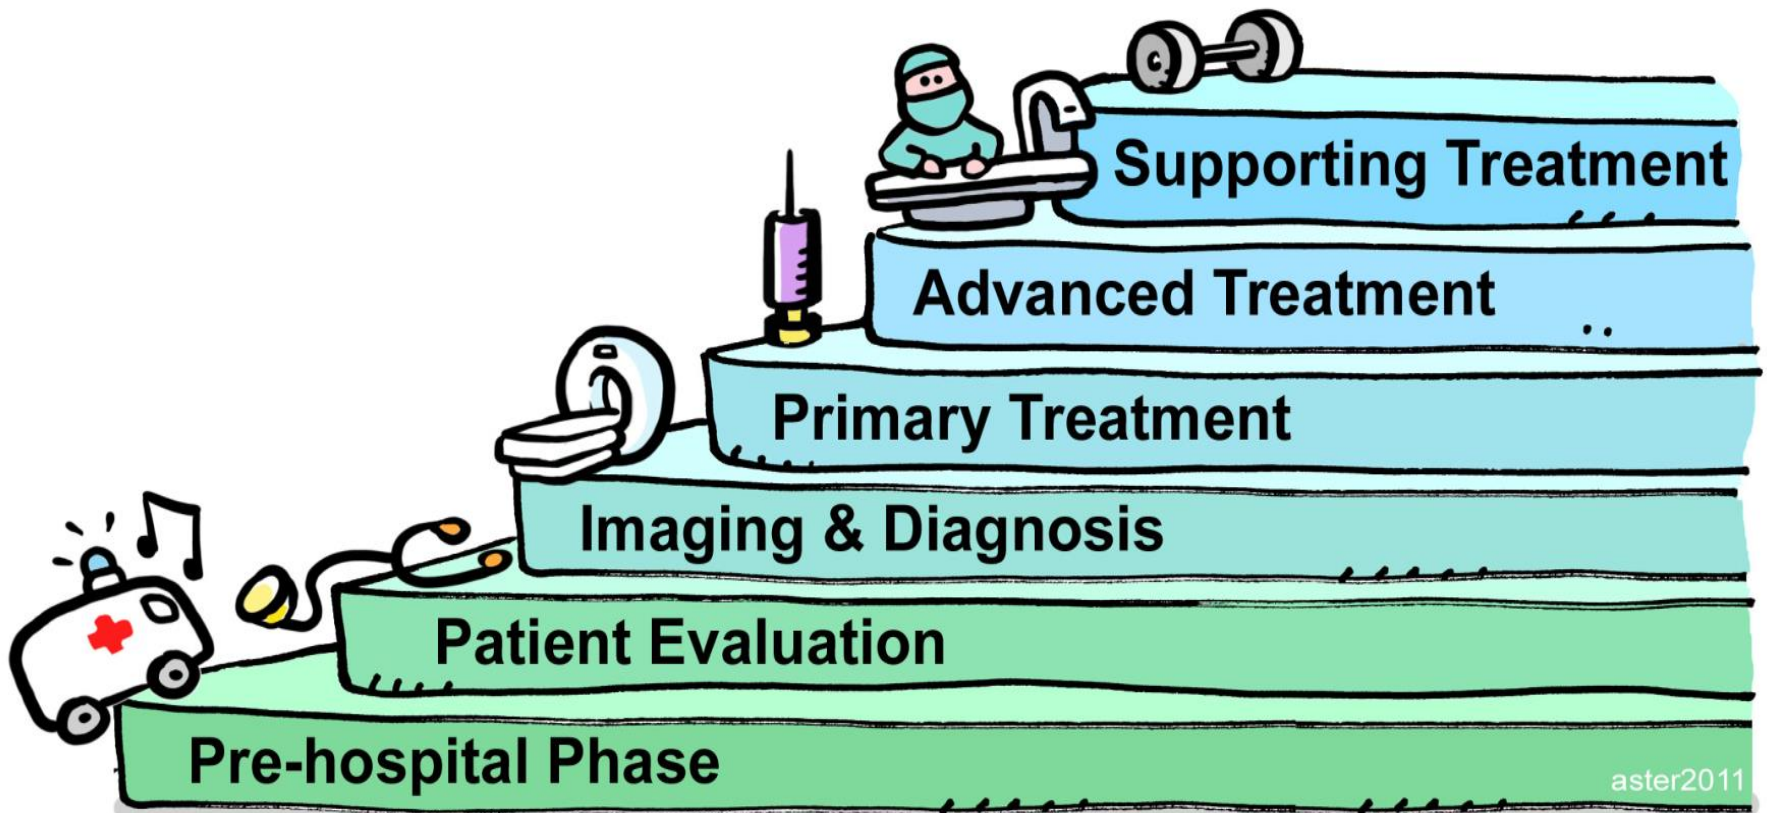 Supporting Treatment
Advanced Treatment
Primary Treatment
Imaging & Diagnosis
Patient Evaluation
Pre-hospital Phase
aster2011